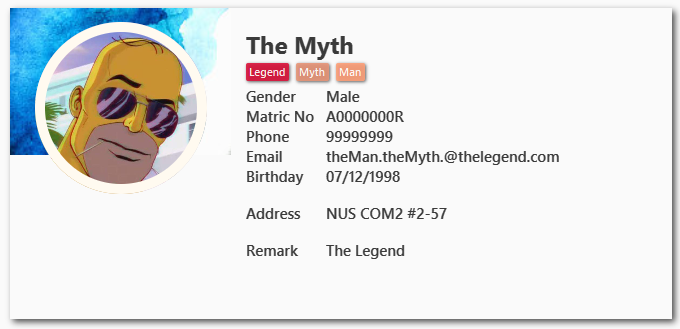 The Myth
Legend Myth Man
Gender Male
Matric No A0000000R
Phone 99999999
Email theMan.theMyth.@thelegend.com
Birthday 07/12/1998
Address NUS COM2 #2-57
Remark The Legend